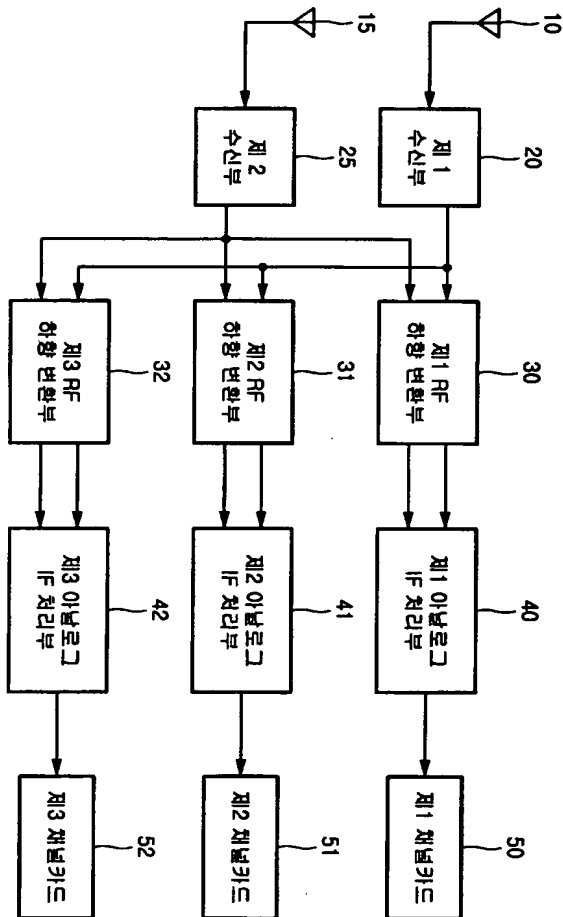 10
15
20
제 1
수신부
25
제 2
수신부
30
제1 RF
하향 변환부
31
제2 RF
하향 변환부
32
제3 RF
하향 변환부
40
제1 아날로그
IF 처리부
41
제2 아날로그
IF 처리부
42
제3 아날로그
IF 처리부
50
제1 채널카드
51
제2 채널카드
52
제3 채널카드